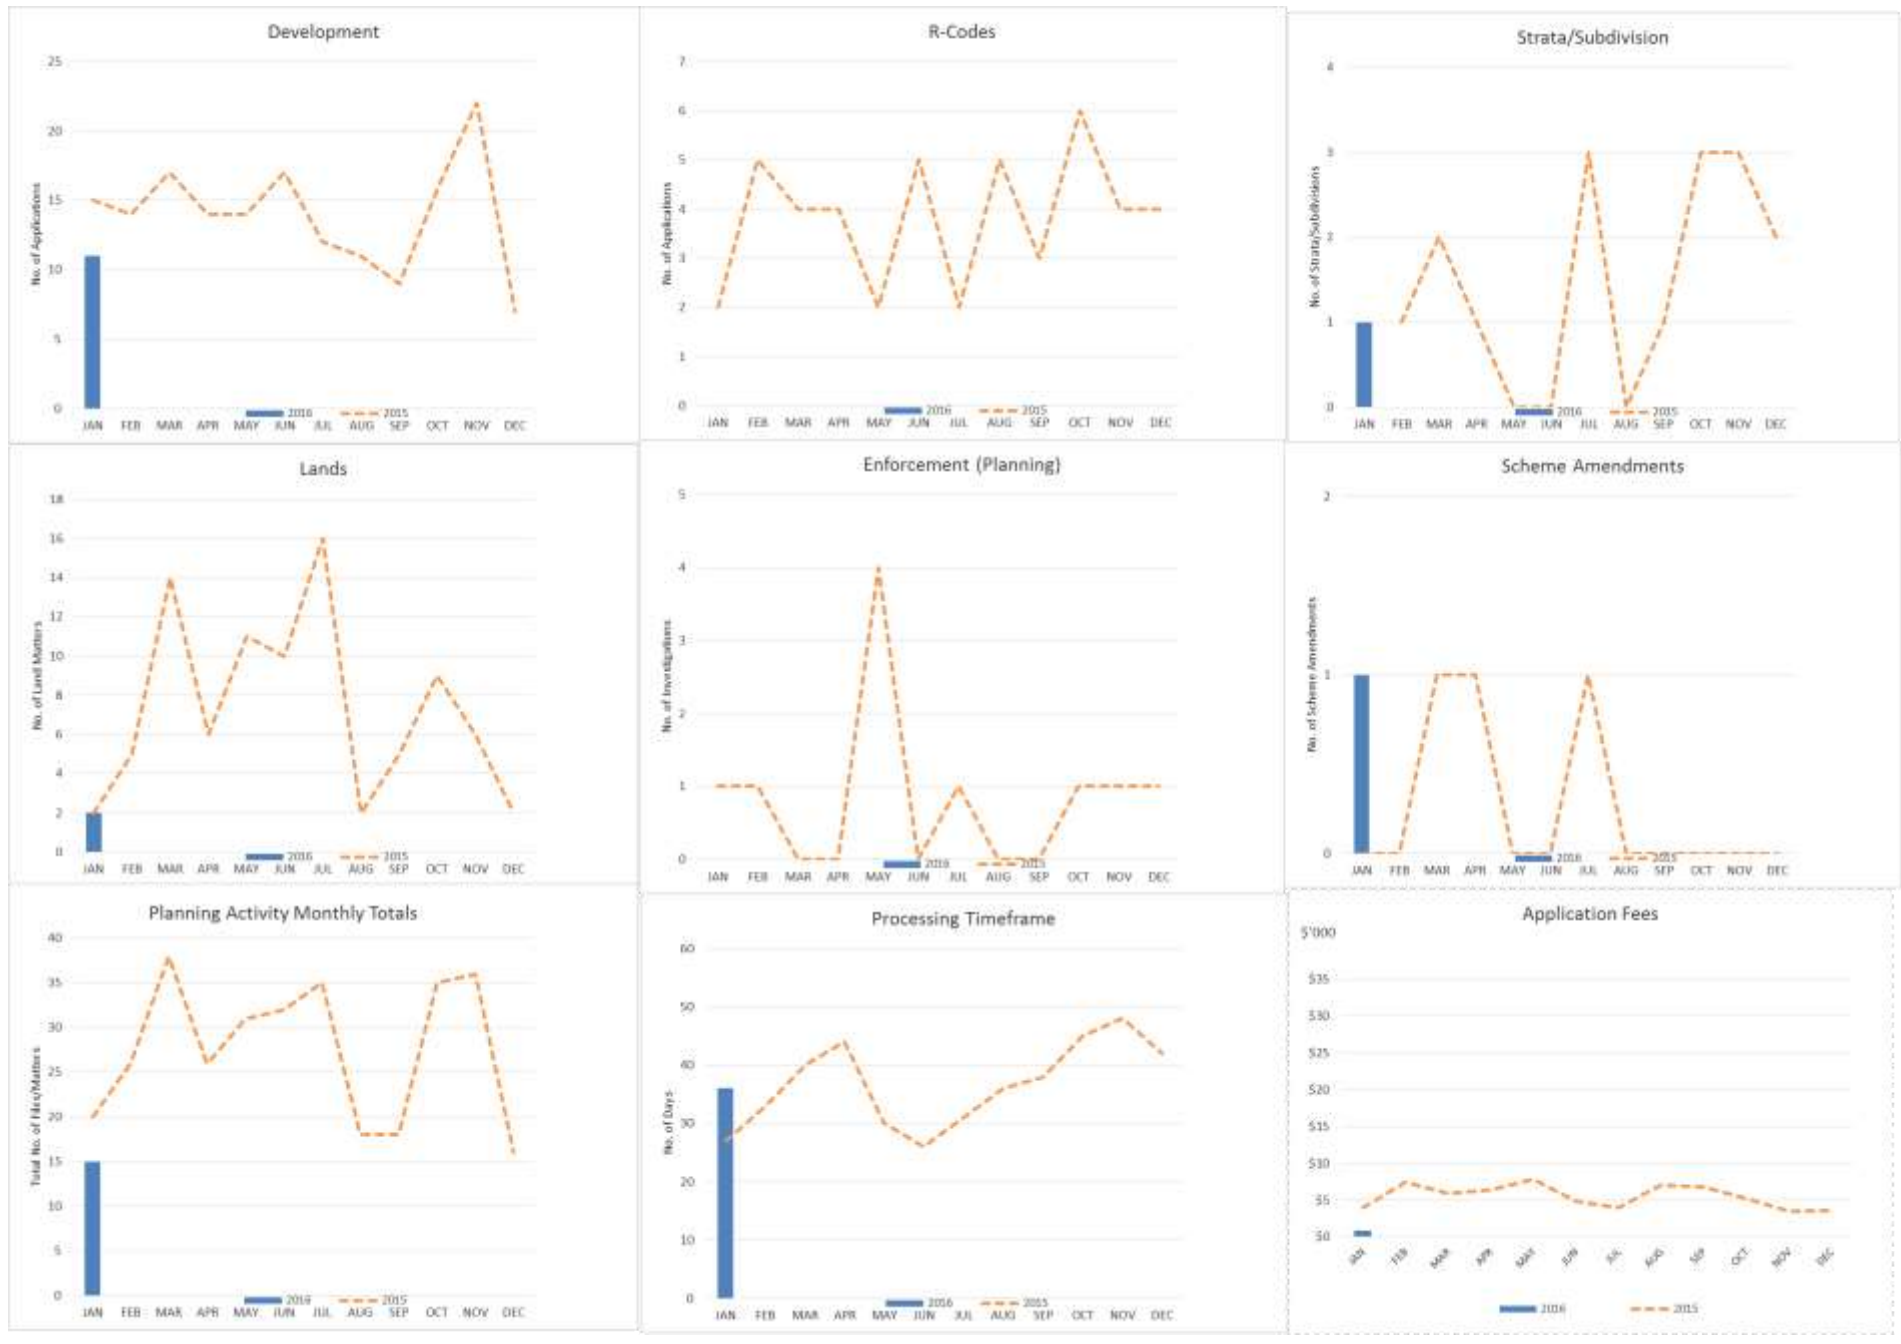 Development
25
20
15
10
5
0
No. of Applications
2016 2015
JAN FEB MAR APR MAY JUN JUL AUG SEP OCT NOV DEC
R-Codes
7
6
5
4
3
2
1
0
No. of Applications
2016 2015
JAN FEB MAR APR MAY JUN JUL AUG SEP OCT NOV DEC
Strata/Subdivision
4
3
2
1
0
No. of Strata/Subdivisions
2016 2015
JAN FEB MAR APR MAY JUN JUL AUG SEP OCT NOV DEC
Lands
18
16
14
12
10
8
6
4
2
0
No. of Land Matters
2016 2015
JAN FEB MAR APR MAY JUN JUL AUG SEP OCT NOV DEC
Enforcement (Planning)
5
4
3
2
1
0
No. of Investigations
2016 2015
JAN FEB MAR APR MAY JUN JUL AUG SEP OCT NOV DEC
Scheme Amendments
2
1
0
No. of Scheme Amendments
2016 2015
JAN FEB MAR APR MAY JUN JUL AUG SEP OCT NOV DEC
Planning Activity Monthly Totals
40
35
30
25
20
15
10
5
0
Total No. of Files/Matters
2016 2015
JAN FEB MAR APR MAY JUN JUL AUG SEP OCT NOV DEC
Processing Timeframe
60
50
40
30
20
10
0
No. of Days
2016 2015
JAN FEB MAR APR MAY JUN JUL AUG SEP OCT NOV DEC
Application Fees
$'000
$35
$30
$25
$20
$15
$10
$5
$0
JAN FEB MAR APR MAY JUN JUL AUG SEP OCT NOV DEC
2016 2015